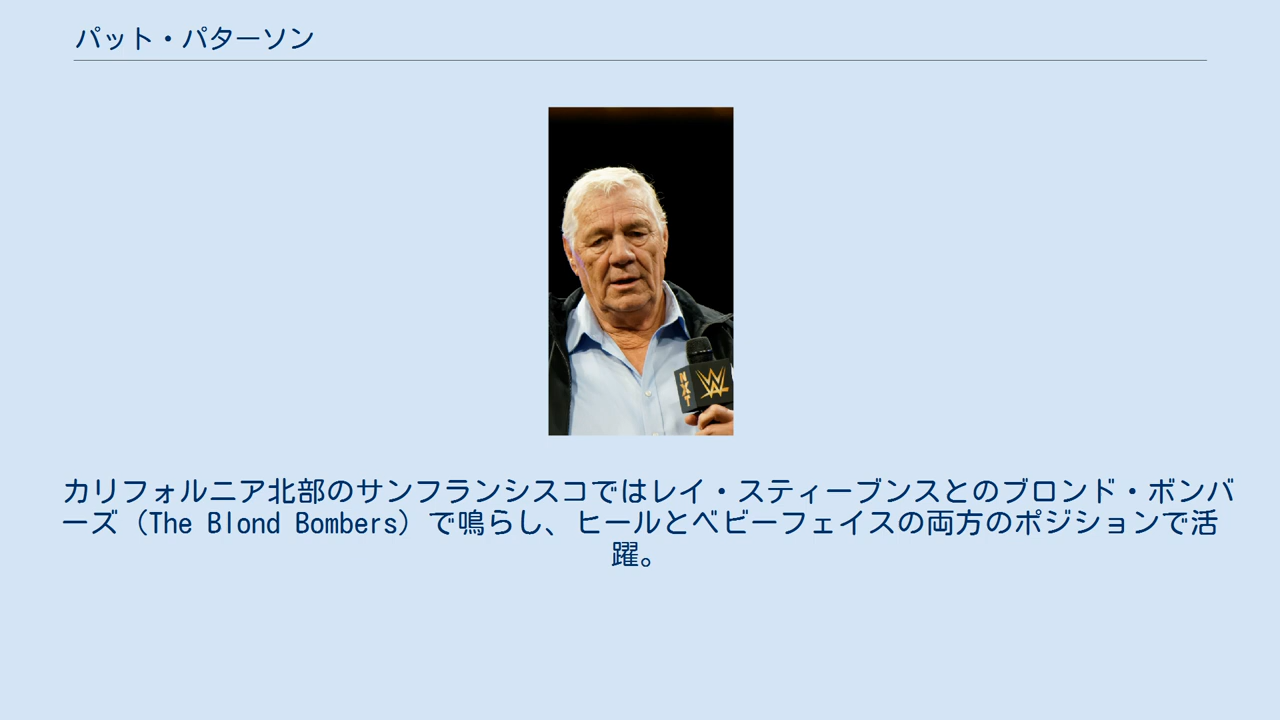 パット・パターソン
NXT
カリフォルニア北部のサンフランシスコではレイ・スティーブンスとのブロンド・ボンバ
ーズ（The Blond Bombers）で鳴らし、ヒールとベビーフェイスの両方のポジションで活
躍。